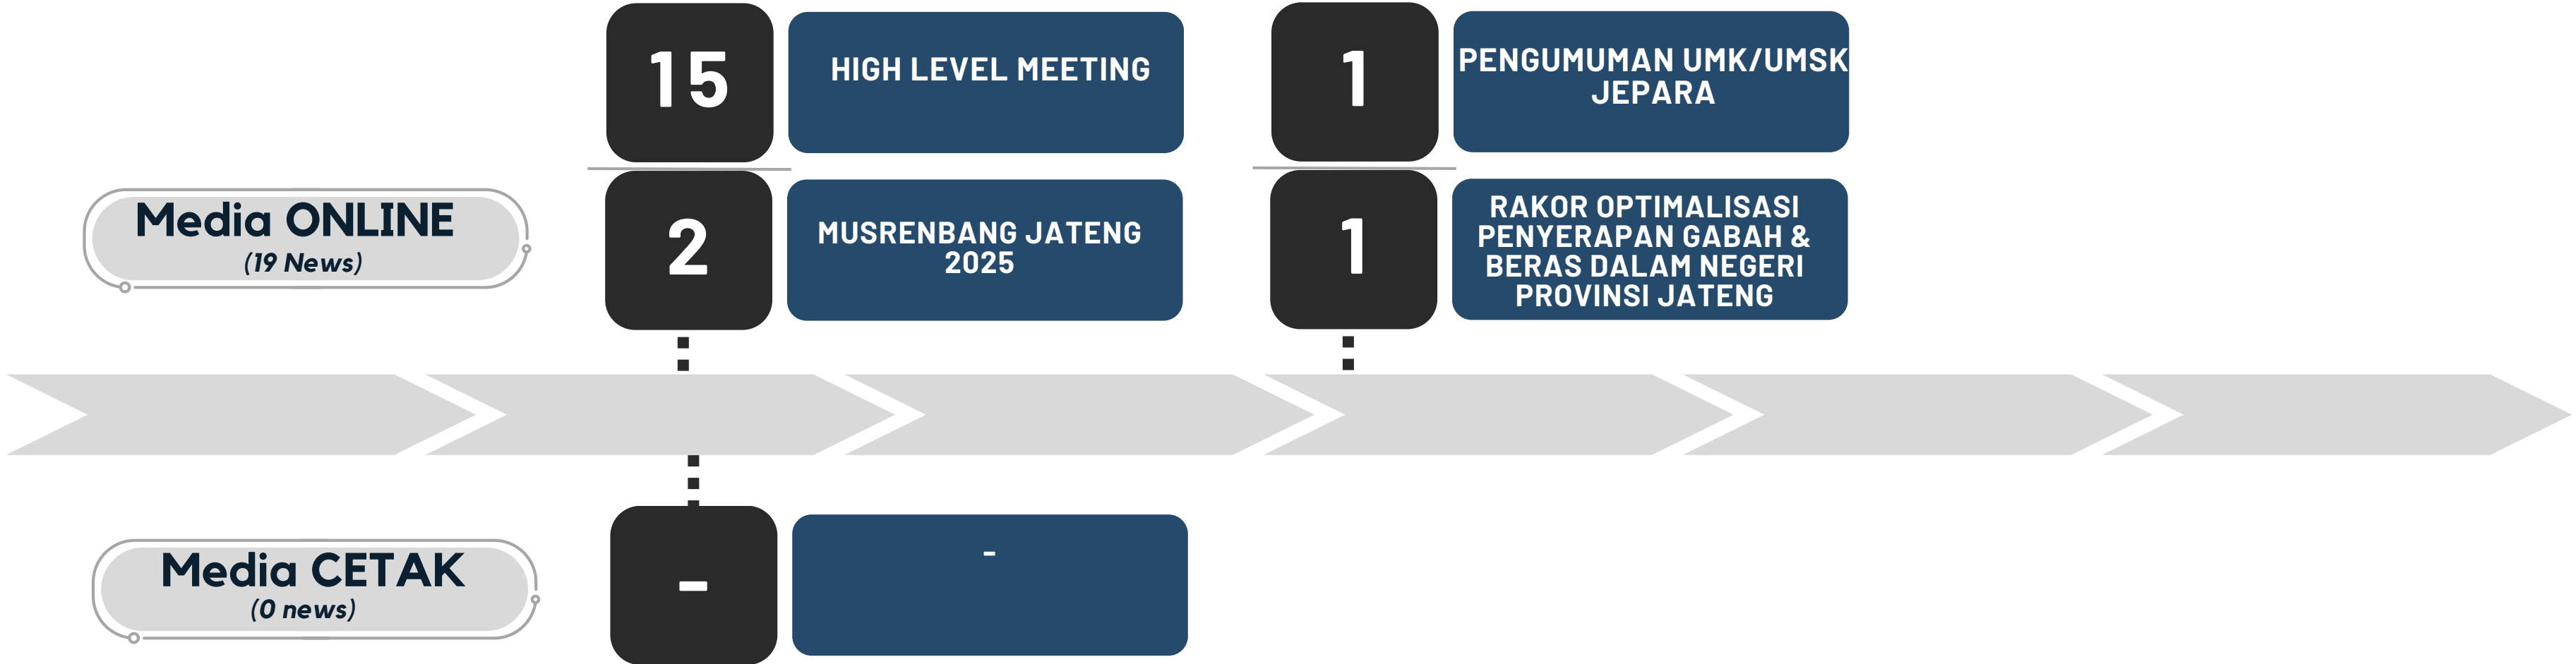 15
HIGH LEVEL MEETING
1
PENGUMUMAN UMK/UMSK
JEPARA
Media ONLINE
(19 News)
2
MUSRENBANG JATENG
2025
1
RAKOR OPTIMALISASI
PENYERAPAN GABAH &
BERAS DALAM NEGERI
PROVINSI JATENG
Media CETAK
(0 news)
-
-